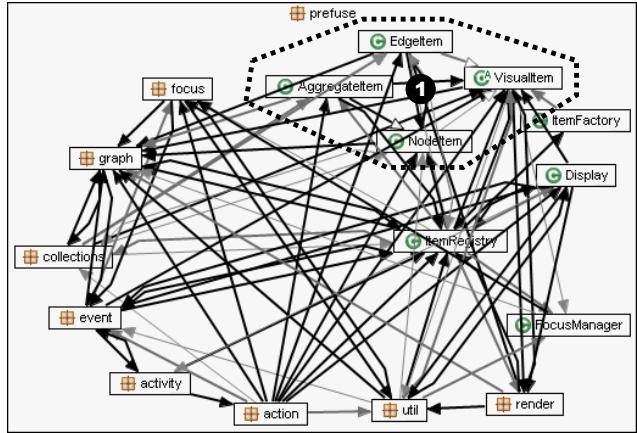 prefuse
EdgeItem
A VisualItem
AggregateItem
focus
1
ItemFactory
NodeItem
graph
Display
ItemRegistry
collections
event
FocusManager
activity
action
util
render